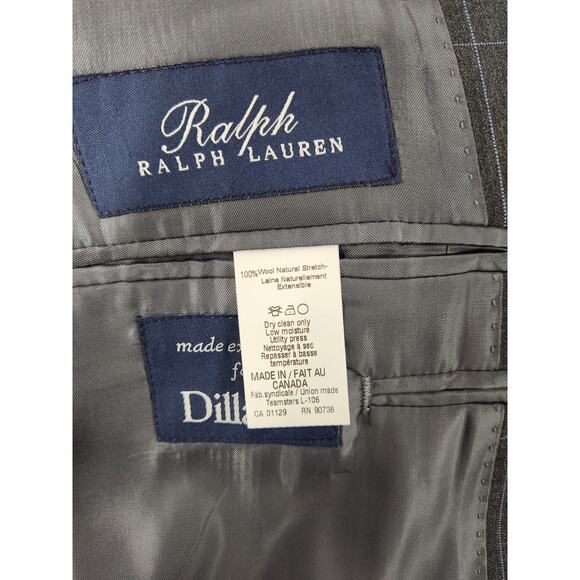 Ralph
RALPH LAUREN
100% Wool Natural Stretch-
Laine Naturellement
Extensible
Dry clean only
Low moisture
Utility press
Nettoyage à sec
Repasser à basse
température
MADE IN / FAIT AU
CANADA
Fab.syndicale / Union made
Teamsters L-106
CA 01129 RN 90736
made ex
fo
Dilla